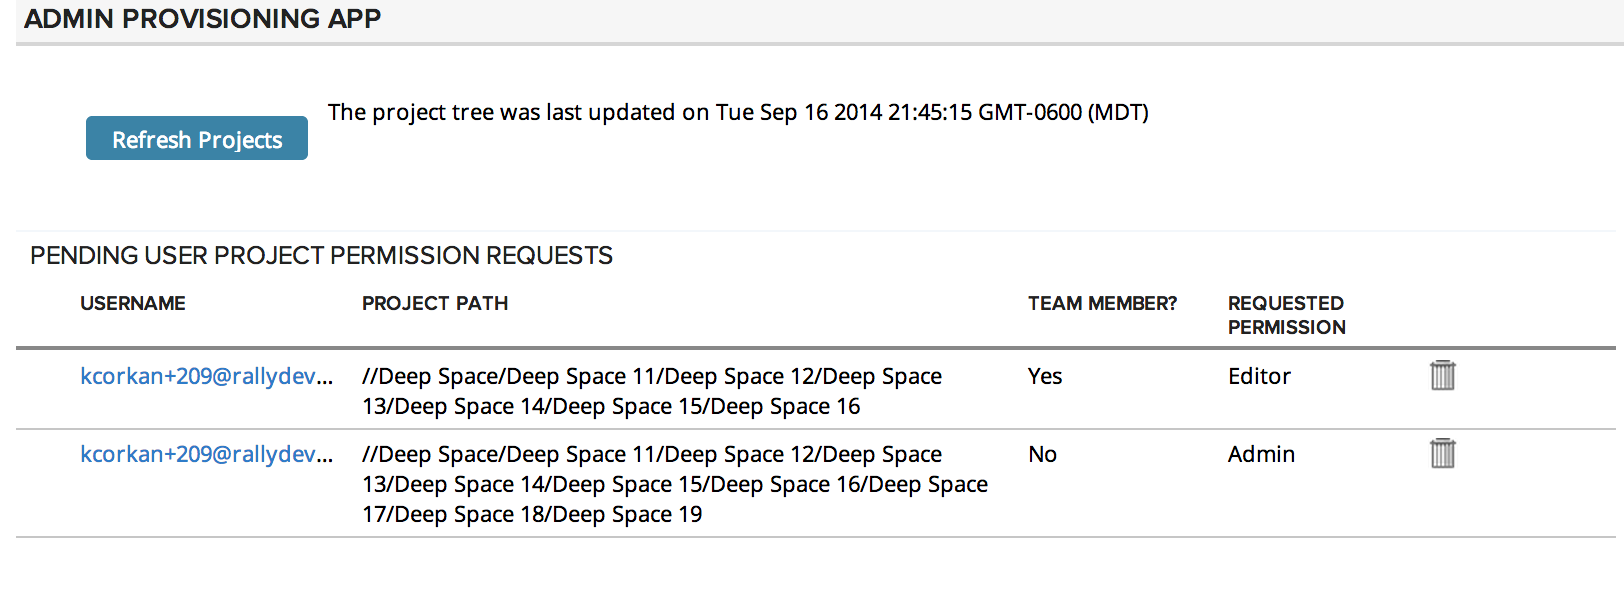 ADMIN PROVISIONING APP
The project tree was last updated on Tue Sep 16 2014 21:45:15 GMT-0600 (MDT)
Refresh Projects
PENDING USER PROJECT PERMISSION REQUESTS
USERNAME PROJECT PATH TEAM MEMBER? REQUESTED
PERMISSION
kcorkan+209@rallydev... //Deep Space/Deep Space 11/Deep Space 12/Deep Space Yes Editor
13/Deep Space 14/Deep Space 15/Deep Space 16
kcorkan+209@rallydev... //Deep Space/Deep Space 11/Deep Space 12/Deep Space No Admin
13/Deep Space 14/Deep Space 15/Deep Space 16/Deep Space
17/Deep Space 18/Deep Space 19